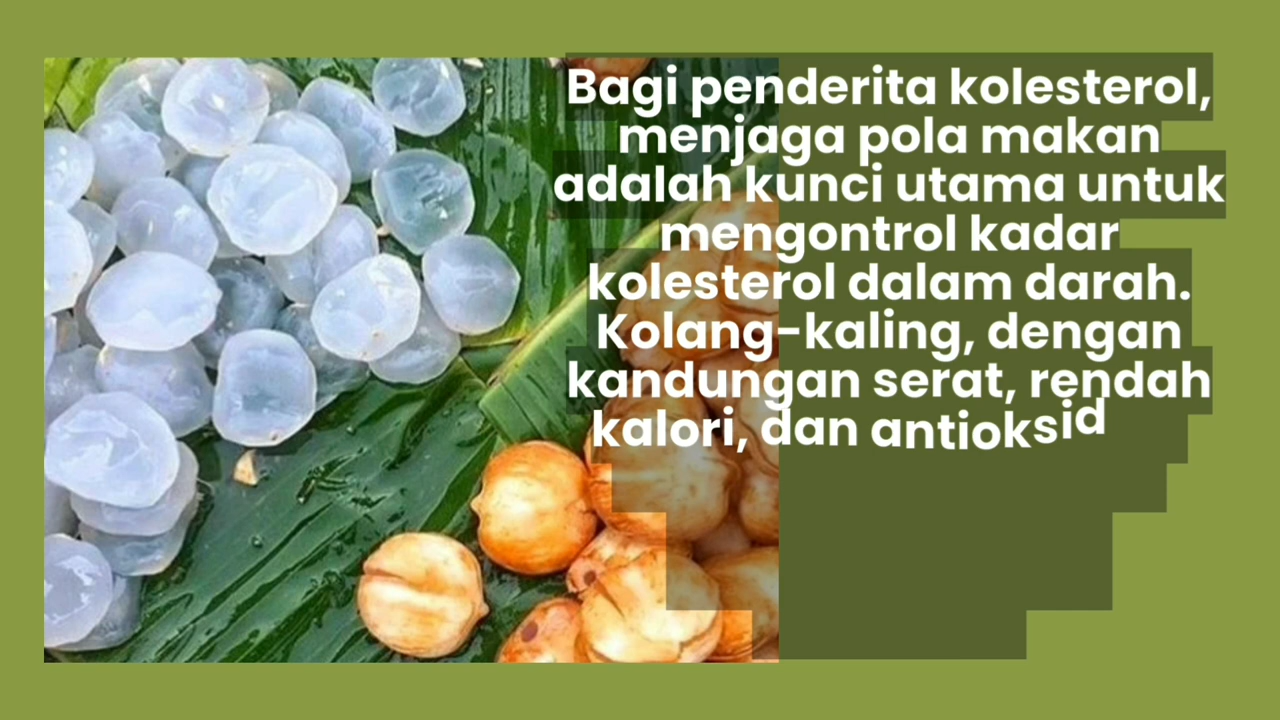 Bagi penderita kolesterol,
menjaga pola makan
adalah kunci utama untuk
mengontrol kadar
kolesterol dalam darah.
Kolang-kaling, dengan
kandungan serat, rendah
kalori, dan antioksid